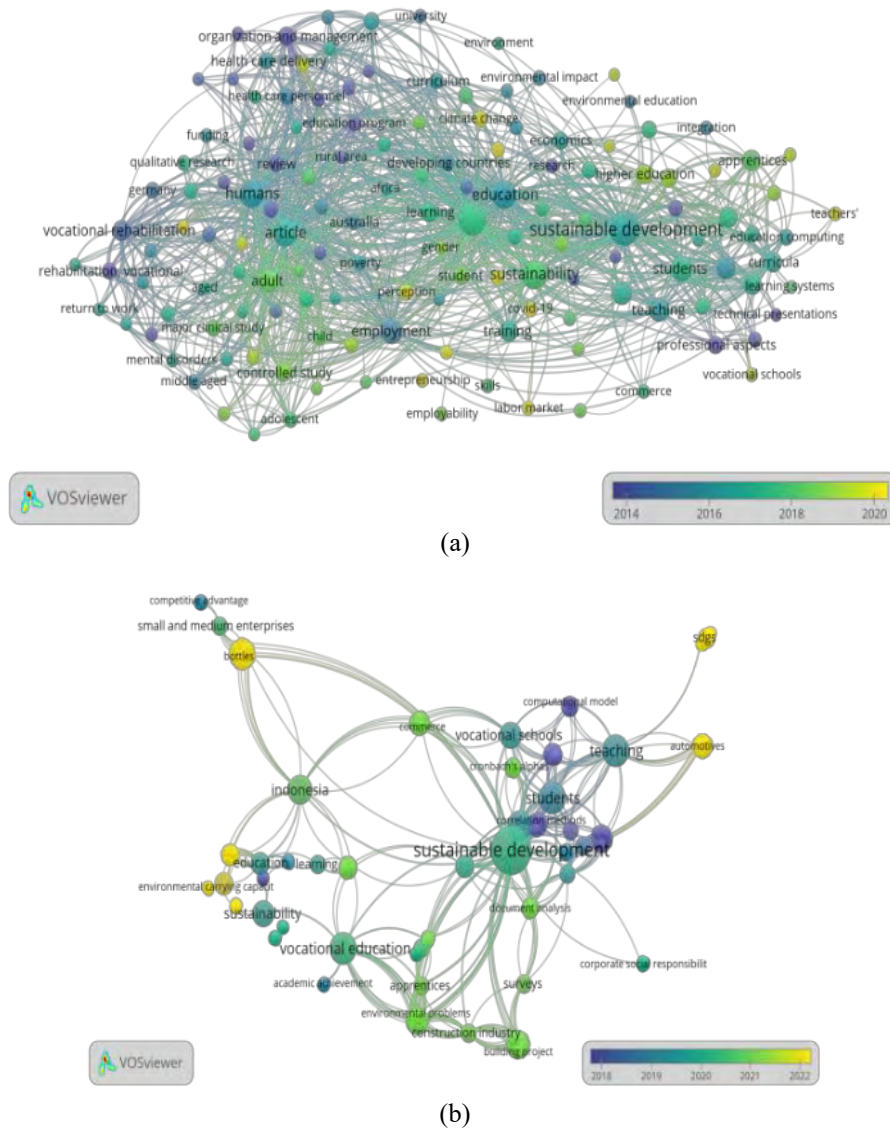 university
organization and management
environment
health care delivery
curriculum
environmental impact
health care personnel
environmental education
education program
climate change
funding
economics
integration
qualitative research
review
rural area
developing countries
research
higher education
apprentices
germany
humans
africa
education
learning
teachers'
vocational rehabilitation
article
australia
sustainable development
education computing
gender
rehabilitation, vocational
adult
aged
poverty
student
sustainability
students
curricula
learning systems
perception
return to work
major clinical study
covid-19
teaching
technical presentations
child
employment
training
professional aspects
mental disorders
middle aged
controlled study
entrepreneurship
skills
commerce
vocational schools
adolescent
employability
labor market
VOSviewer
2014 2016 2018 2020
(a)
competitive advantage
small and medium enterprises
bottles
sdgs
computational model
commerce
vocational schools
teaching
automotives
cronbach's alpha
indonesia
students
correlation methods
sustainable development
education
learning
environmental carrying capacit
sustainability
document analysis
vocational education
corporate social responsibilit
academic achievement
apprentices
surveys
environmental problems
construction industry
building project
VOSviewer
2018 2019 2020 2021 2022
(b)